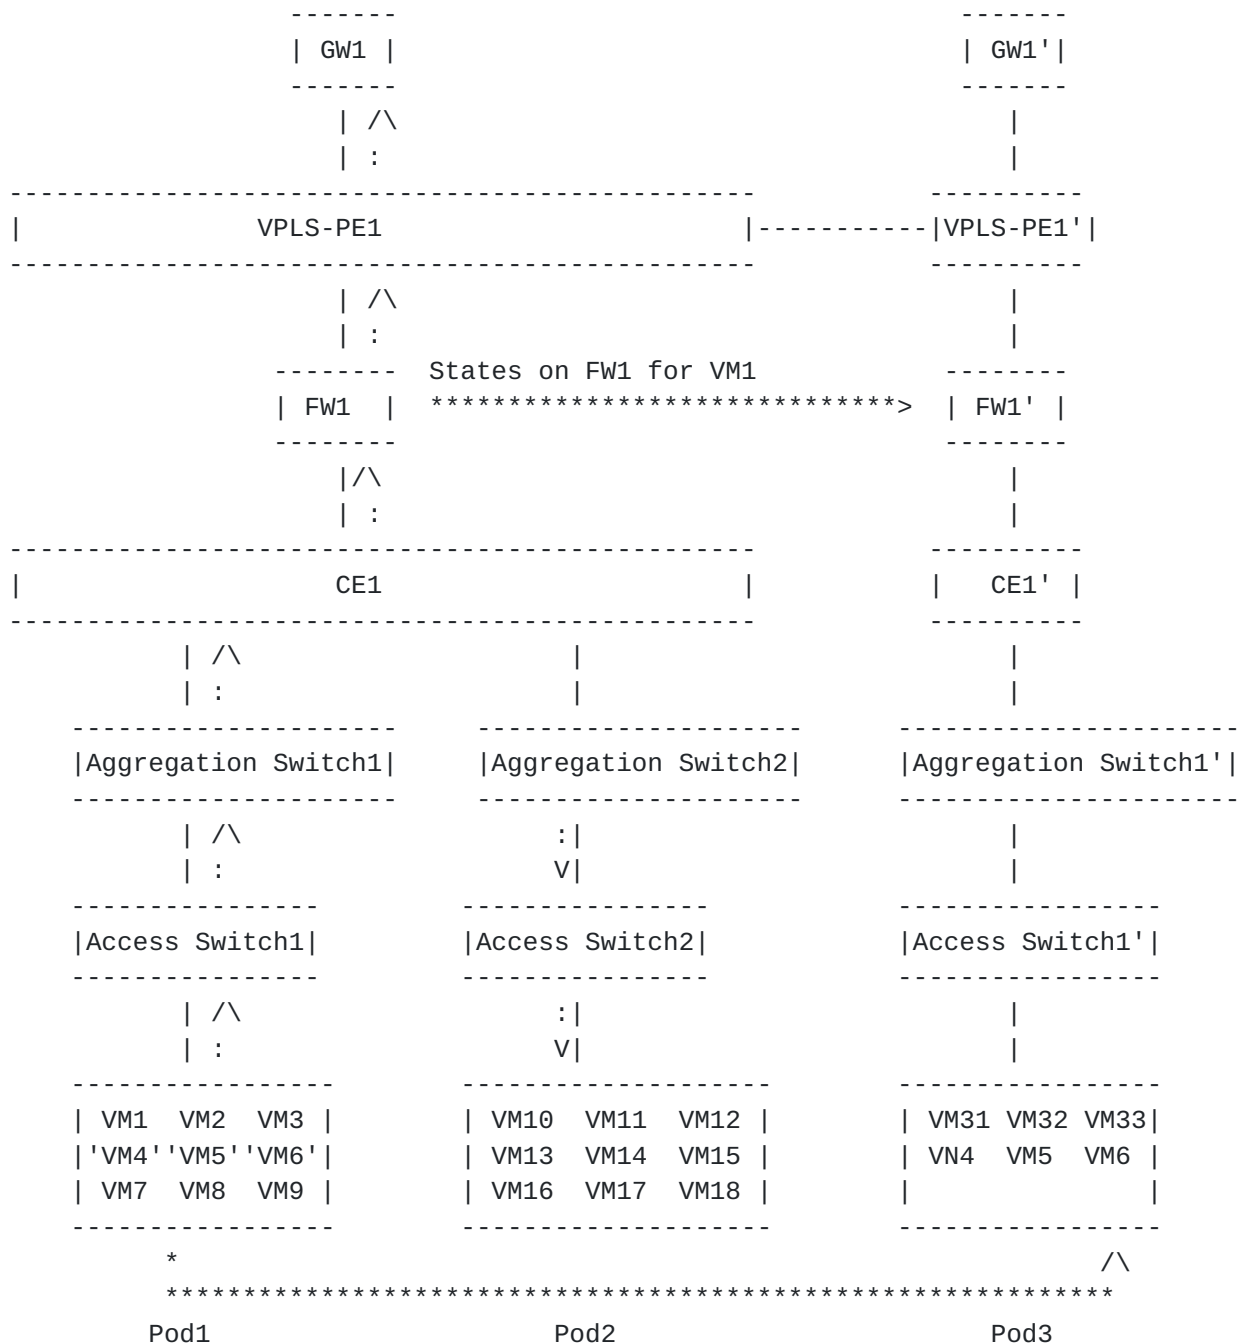 GW1 GW1'
VPLS-PE1 VPLS-PE1'
States on FW1 for VM1
FW1 FW1'
CE1 CE1'
Aggregation Switch1 Aggregation Switch2 Aggregation Switch1'
V
Access Switch1 Access Switch2 Access Switch1'
V
VM1 VM2 VM3 VM10 VM11 VM12 VM31 VM32 VM33
'VM4''VM5''VM6' VM13 VM14 VM15 VN4 VM5 VM6
VM7 VM8 VM9 VM16 VM17 VM18
Pod1 Pod2 Pod3